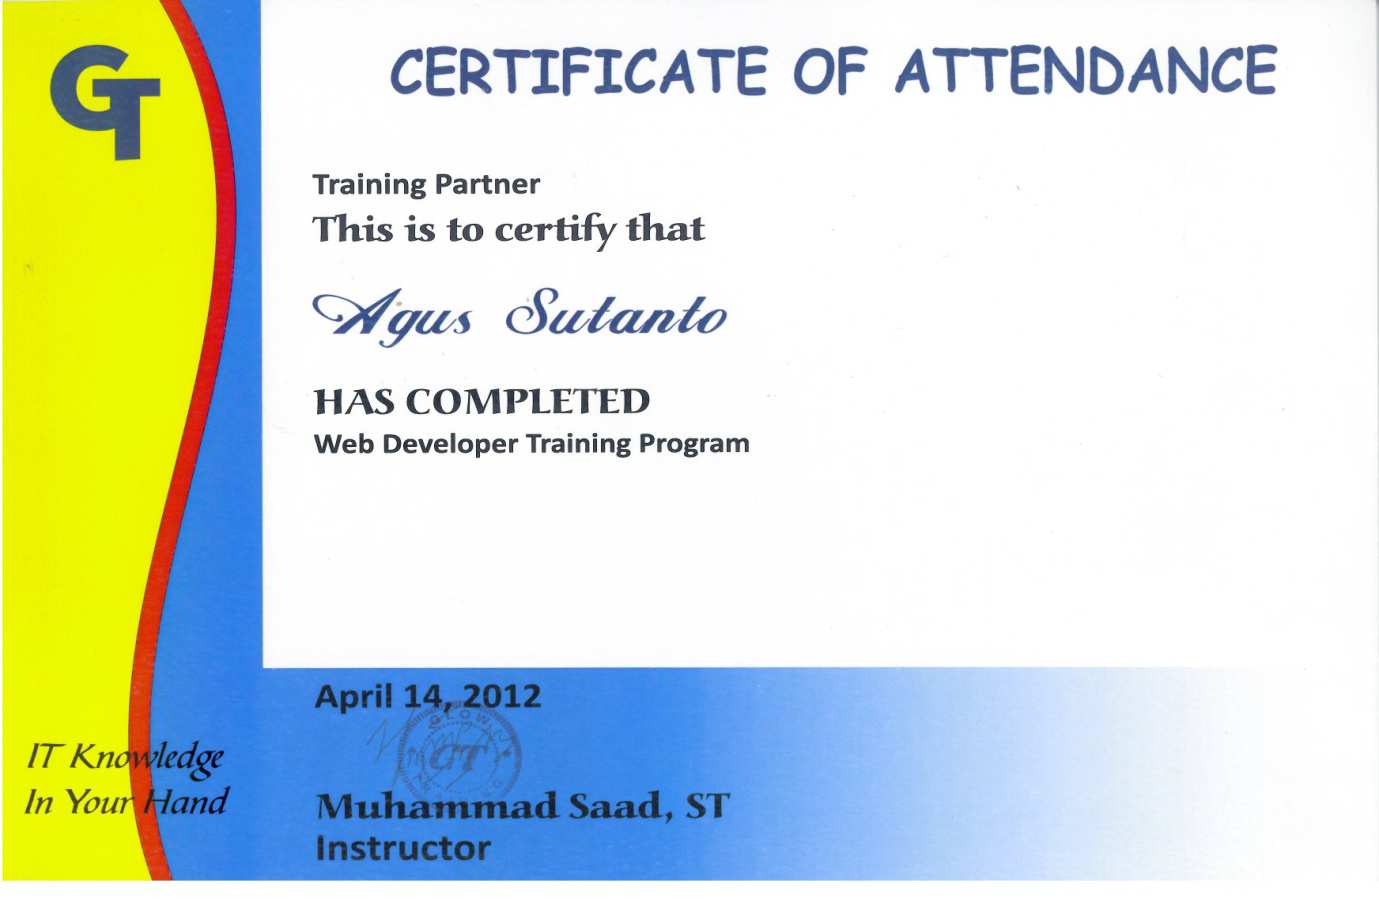 GT
CERTIFICATE OF ATTENDANCE
Training Partner
This is to certify that
Agus Sutanto
HAS COMPLETED
Web Developer Training Program
April 14, 2012
GT
Muhammad Saad, ST
Instructor
IT Knowledge
In Your Hand